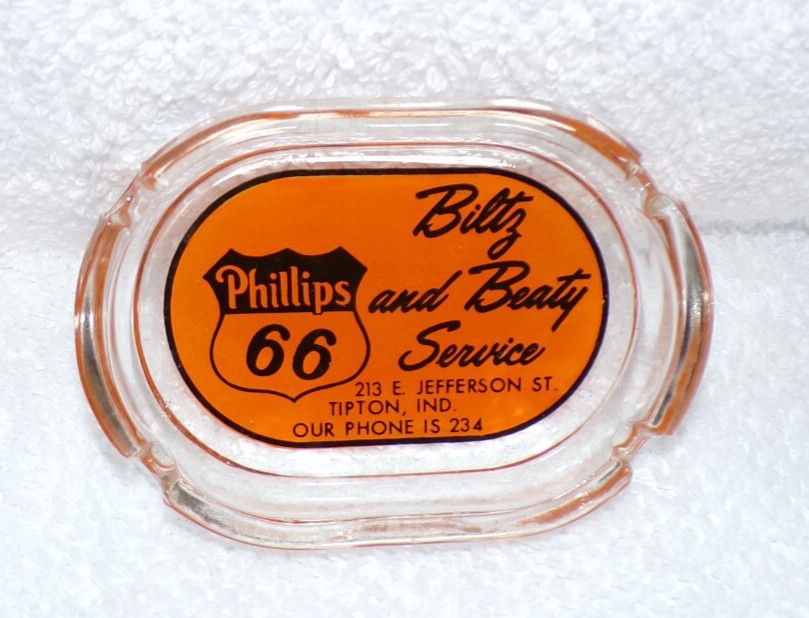 Phillips
66
Biltz
and Beaty
Service
213 E. JEFFERSON ST.
TIPTON, IND.
OUR PHONE IS 234